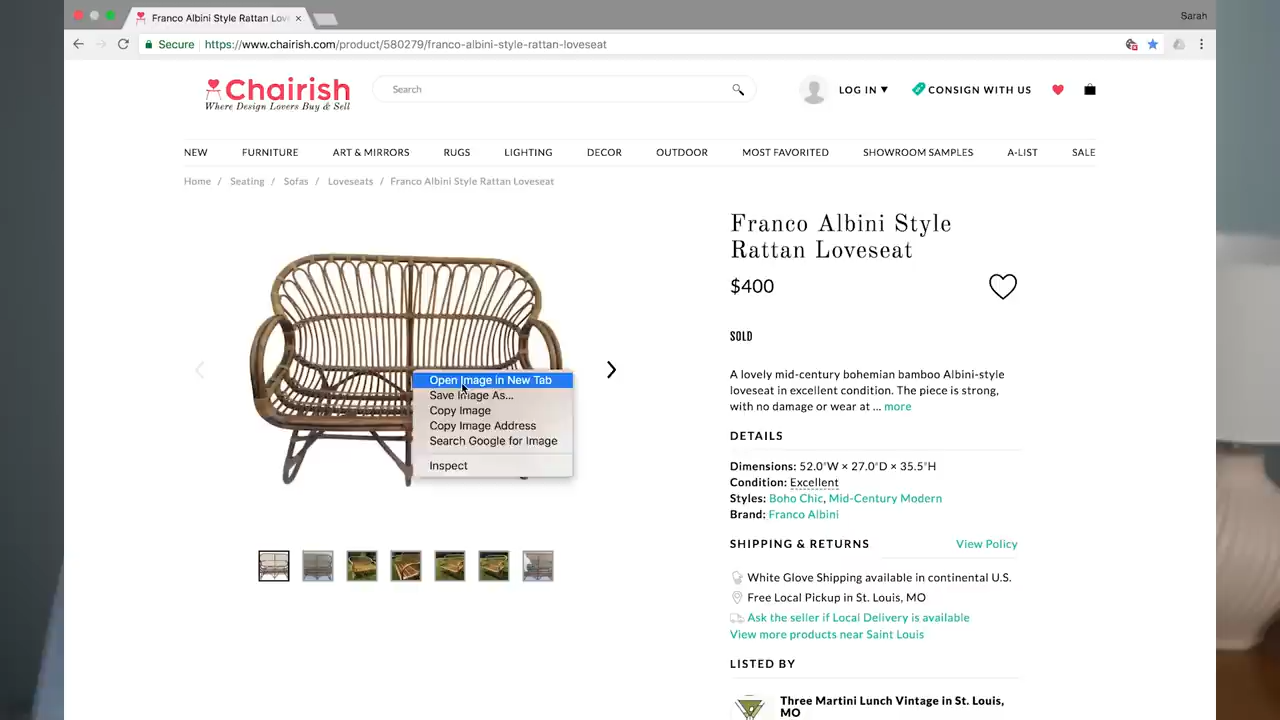 Franco Albini Style Rattan Lov
Sarah
Secure https://www.chairish.com/product/580279/franco-albini-style-rattan-loveseat
Chairish
Where Design Lovers Buy & Sell
Search
LOG IN ▼
CONSIGN WITH US
NEW FURNITURE ART & MIRRORS RUGS LIGHTING DECOR OUTDOOR MOST FAVORITED SHOWROOM SAMPLES A-LIST SALE
Home / Seating / Sofas / Loveseats / Franco Albini Style Rattan Loveseat
Franco Albini Style
Rattan Loveseat
$400
SOLD
A lovely mid-century bohemian bamboo Albini-style
loveseat in excellent condition. The piece is strong,
with no damage or wear at ... more
DETAILS
Dimensions: 52.0ʺW × 27.0ʺD × 35.5ʺH
Condition: Excellent
Styles: Boho Chic, Mid-Century Modern
Brand: Franco Albini
SHIPPING & RETURNS View Policy
White Glove Shipping available in continental U.S.
Free Local Pickup in St. Louis, MO
Ask the seller if Local Delivery is available
View more products near Saint Louis
LISTED BY
Three Martini Lunch Vintage in St. Louis,
MO
Open Image in New Tab
Save Image As...
Copy Image
Copy Image Address
Search Google for Image
Inspect